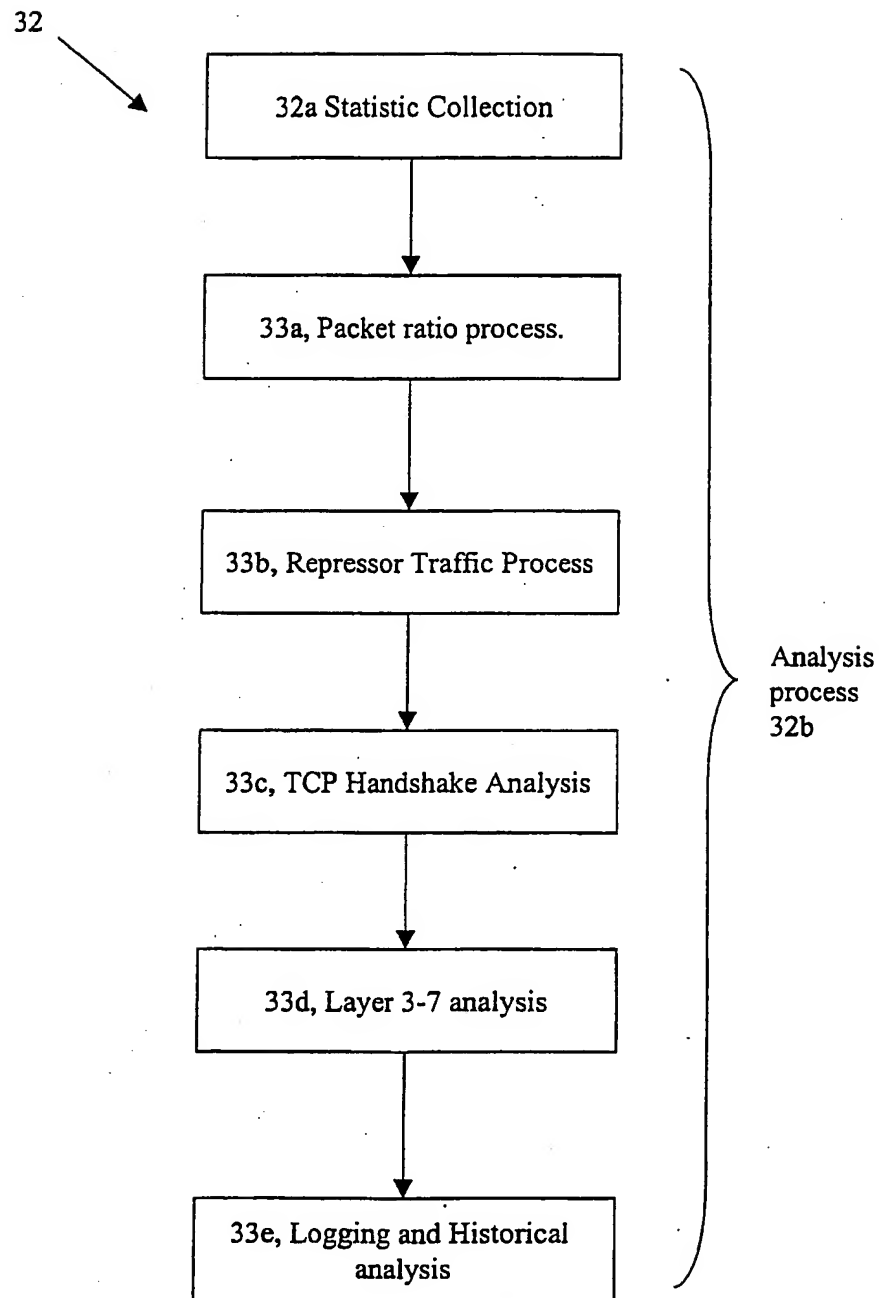 32
32a Statistic Collection
33a, Packet ratio process.
33b, Repressor Traffic Process
33c, TCP Handshake Analysis
Analysis
process
32b
33d, Layer 3-7 analysis
33e, Logging and Historical
analysis